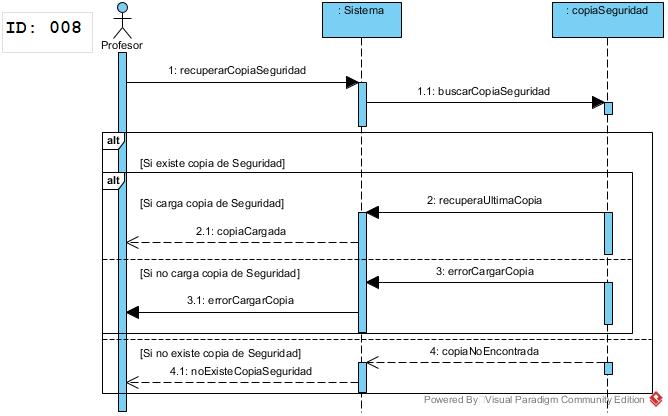 ID: 008
: Sistema
: copiaSeguridad
Profesor
1: recuperarCopiaSeguridad
1.1: buscarCopiaSeguridad
alt
[Si existe copia de Seguridad]
alt
[Si carga copia de Seguridad]
2: recuperaUltimaCopia
2.1: copiaCargada
[Si no carga copia de Seguridad]
3: errorCargarCopia
3.1: errorCargarCopia
[Si no existe copia de Seguridad]
4: copiaNoEncontrada
4.1: noExisteCopiaSeguridad
Powered By Visual Paradigm Community Edition